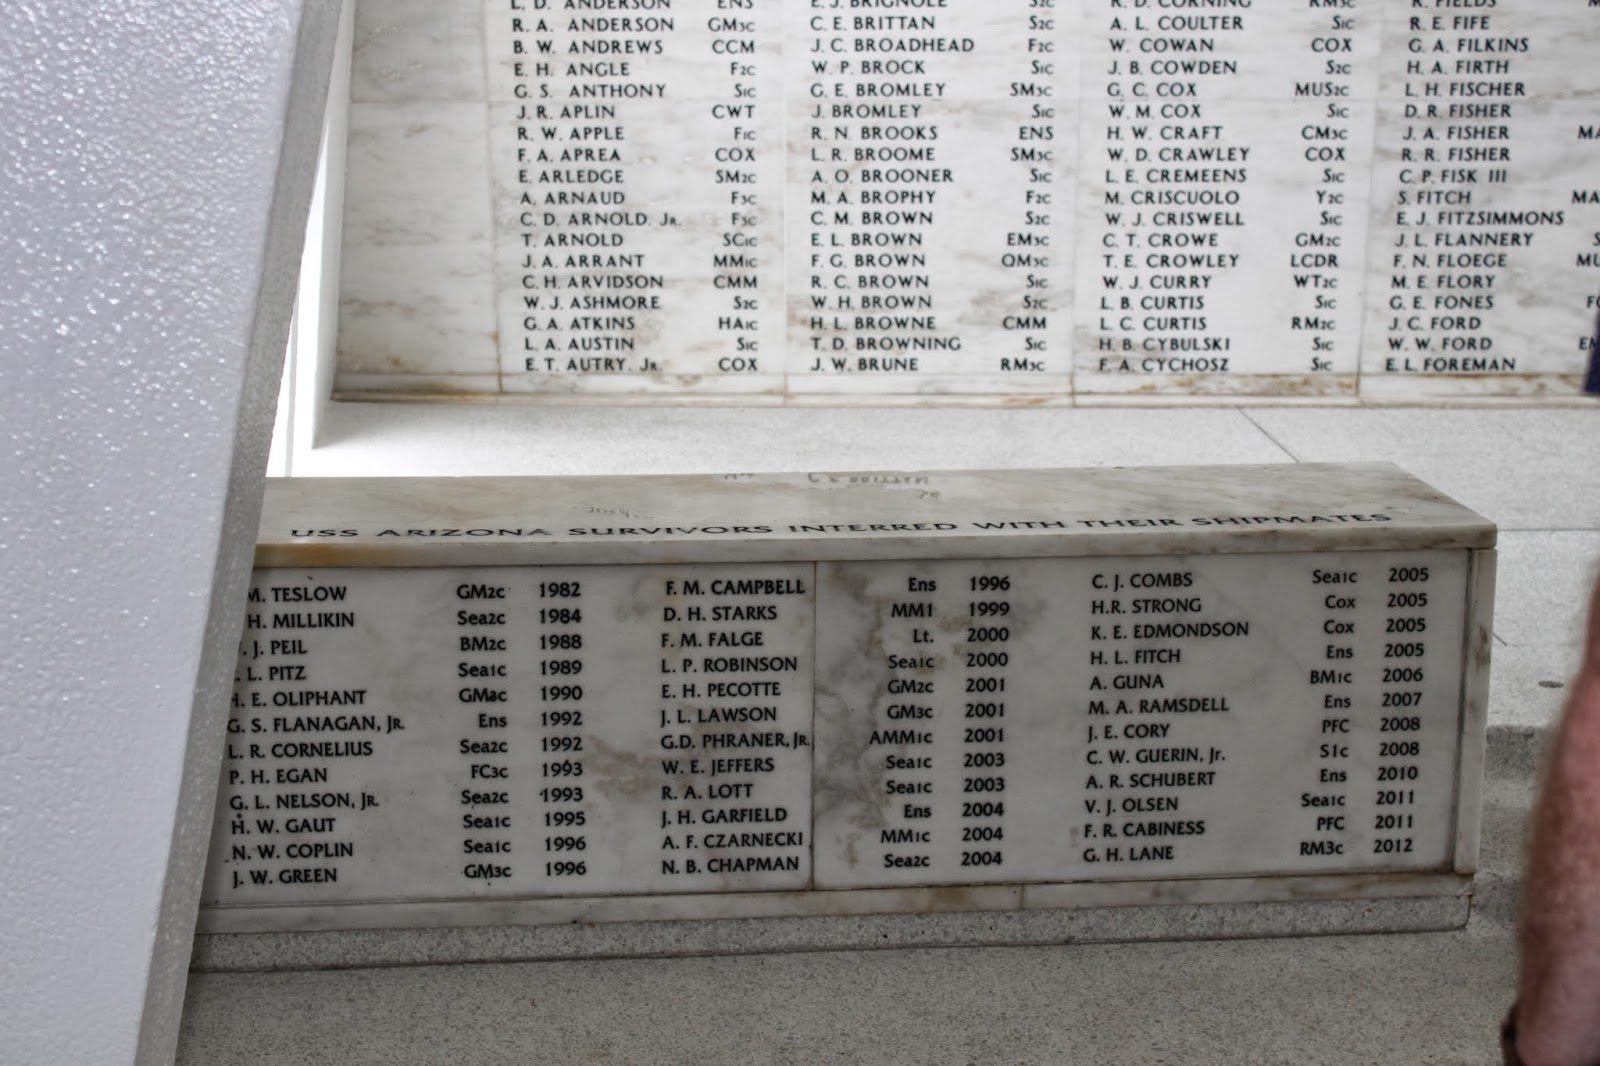 L. D. ANDERSON ENS
R. A. ANDERSON GM3C
B. W. ANDREWS CCM
E. H. ANGLE F2C
G. S. ANTHONY S1C
J. R. APLIN CWT
R. W. APPLE F1C
F. A. APREA COX
E. ARLEDGE SM2C
A. ARNAUD F3C
C. D. ARNOLD, JR. F3C
T. ARNOLD SC1C
J. A. ARRANT MM1C
C. H. ARVIDSON CMM
W. J. ASHMORE S2C
G. A. ATKINS HA1C
L. A. AUSTIN S1C
E. T. AUTRY, JR. COX
E. J. BRIGNOLE S2C
C. E. BRITTAN S2C
J. C. BROADHEAD F2C
W. P. BROCK S1C
G. E. BROMLEY SM3C
J. BROMLEY S1C
R. N. BROOKS ENS
L. R. BROOME SM3C
A. O. BROONER S1C
M. A. BROPHY F2C
C. M. BROWN S2C
E. L. BROWN EM3C
F. G. BROWN QM3C
R. C. BROWN S1C
W. H. BROWN S2C
H. L. BROWNE CMM
T. D. BROWNING S1C
J. W. BRUNE RM3C
R. D. CORNING RM3C
A. L. COULTER S1C
W. COWAN COX
J. B. COWDEN S2C
G. C. COX MUS2C
W. M. COX S1C
H. W. CRAFT CM3C
W. D. CRAWLEY COX
L. E. CREMEENS S1C
M. CRISCUOLO Y2C
W. J. CRISWELL S1C
C. T. CROWE GM2C
T. E. CROWLEY LCDR
W. J. CURRY WT2C
L. B. CURTIS S1C
L. C. CURTIS RM2C
H. B. CYBULSKI S1C
F. A. CYCHOSZ S1C
R. FIELDS
R. E. FIFE
G. A. FILKINS
H. A. FIRTH
L. H. FISCHER
D. R. FISHER
J. A. FISHER MA
R. R. FISHER
C. P. FISK III
S. FITCH MA
E. J. FITZSIMMONS
J. L. FLANNERY S
F. N. FLOEGE MU
M. E. FLORY
G. E. FONES F
J. C. FORD
W. W. FORD
E. L. FOREMAN
USS ARIZONA SURVIVORS INTERRED WITH THEIR SHIPMATES
M. TESLOW GM2c 1982
H. MILLIKIN Sea2c 1984
J. PEIL BM2c 1988
L. PITZ Sea1c 1989
H. E. OLIPHANT 1990
G. S. FLANAGAN, JR. Ens 1992
L. R. CORNELIUS Sea2c 1992
P. H. EGAN FC3c 1993
G. L. NELSON, JR. Sea2c 1993
H. W. GAUT Sea1c 1995
N. W. COPLIN Sea1c 1996
J. W. GREEN GM3c 1996
F. M. CAMPBELL Ens 1996
D. H. STARKS MM1 1999
F. M. FALGE Lt. 2000
L. P. ROBINSON Sea1c 2000
E. H. PECOTTE GM2c 2001
J. L. LAWSON GM3c 2001
G.D. PHRANER, JR. AMM1c 2001
W. E. JEFFERS Sea1c 2003
R. A. LOTT Sea1c 2003
J. H. GARFIELD Ens 2004
A. F. CZARNECKI MM1c 2004
N. B. CHAPMAN Sea2c 2004
C. J. COMBS Sea1c 2005
H.R. STRONG Cox 2005
K. E. EDMONDSON Cox 2005
H. L. FITCH Ens 2005
A. GUNA BM1c 2006
M. A. RAMSDELL Ens 2007
J. E. CORY PFC 2008
C. W. GUERIN, Jr. S1c 2008
A. R. SCHUBERT Ens 2010
V. J. OLSEN Sea1c 2011
F. R. CABINESS PFC 2011
G. H. LANE RM3c 2012